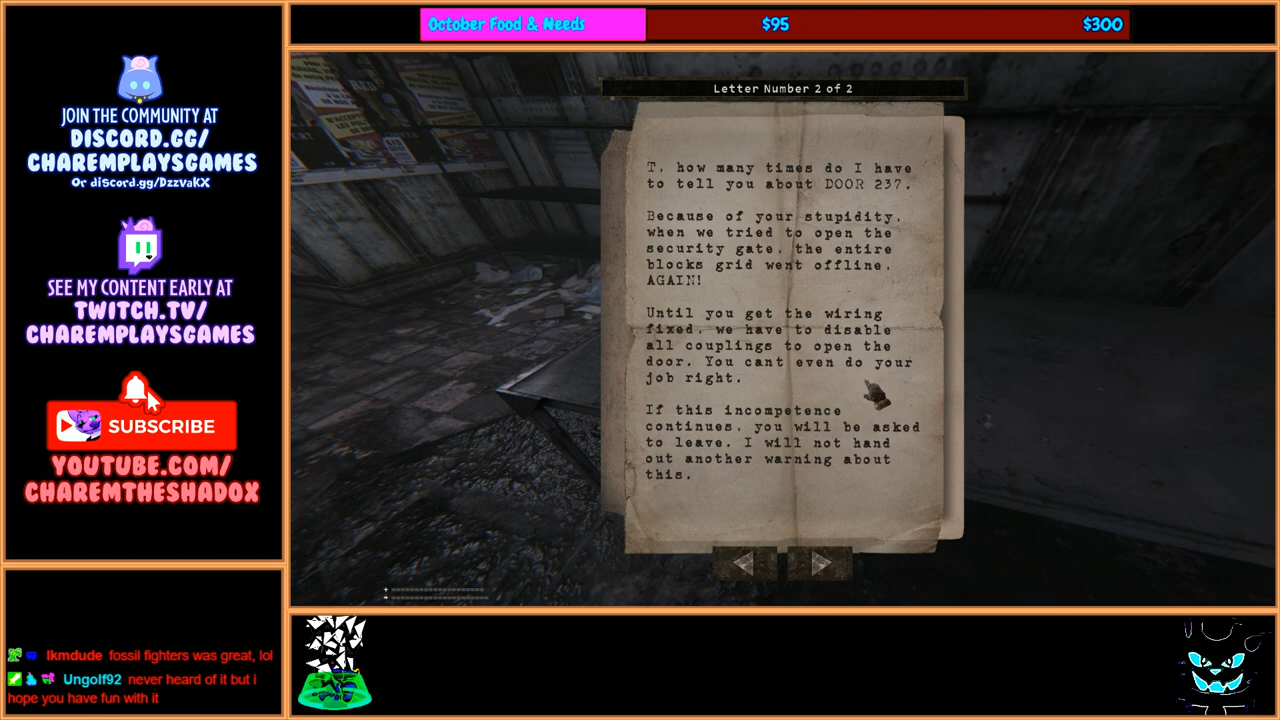 October Food & Needs
$95
$300
JOIN THE COMMUNITY AT
DISCORD.GG/
CHAREMPLAYSGAMES
Or discord.gg/DzzVaKX
SEE MY CONTENT EARLY AT
TWITCH.TV/
CHAREMPLAYSGAMES
SUBSCRIBE
YOUTUBE.COM/
CHAREMTHESHADOX
lkmdude fossil fighters was great, lol
Ungolf92 never heard of it but i
hope you have fun with it
Letter Number 2 of 2
T, how many times do I have
to tell you about DOOR 237.
Because of your stupidity,
when we tried to open the
security gate, the entire
blocks grid went offline,
AGAIN!
Until you get the wiring
fixed, we have to disable
all couplings to open the
door. You cant even do your
job right.
If this incompetence
continues, you will be asked
to leave. I will not hand
out another warning about
this.